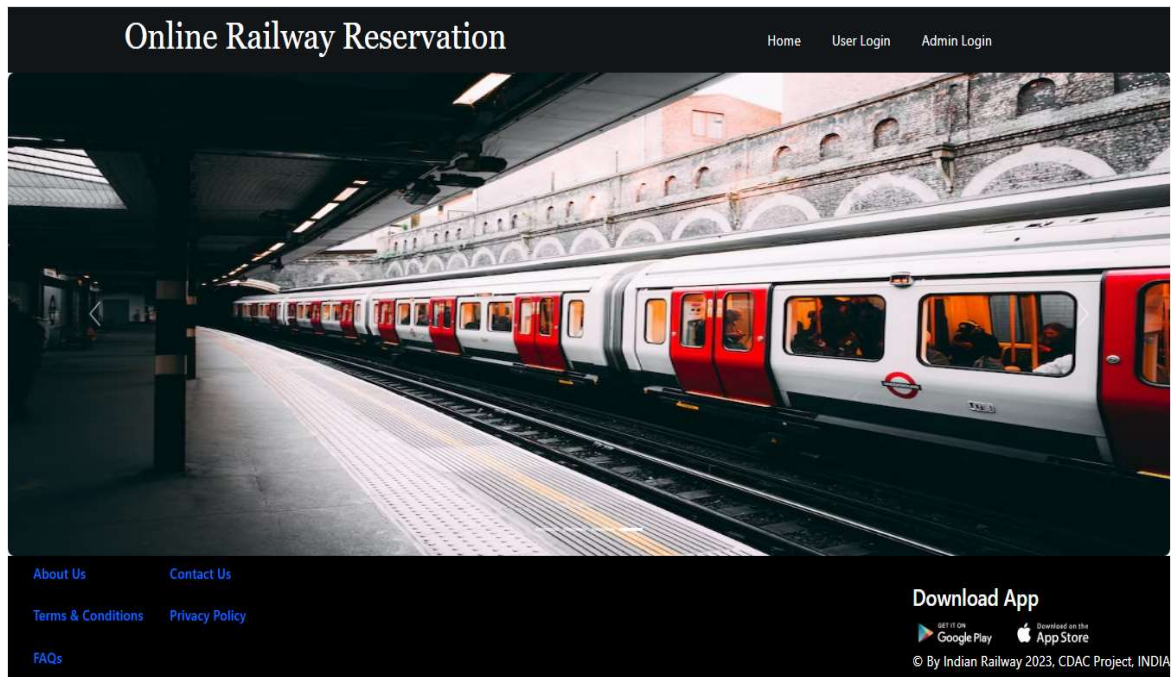 Online Railway Reservation
Home User Login Admin Login
About Us Contact Us
Terms & Conditions Privacy Policy
FAQs
Download App
GET IT ON
Google Play
Download on the
App Store
© By Indian Railway 2023, CDAC Project, INDIA